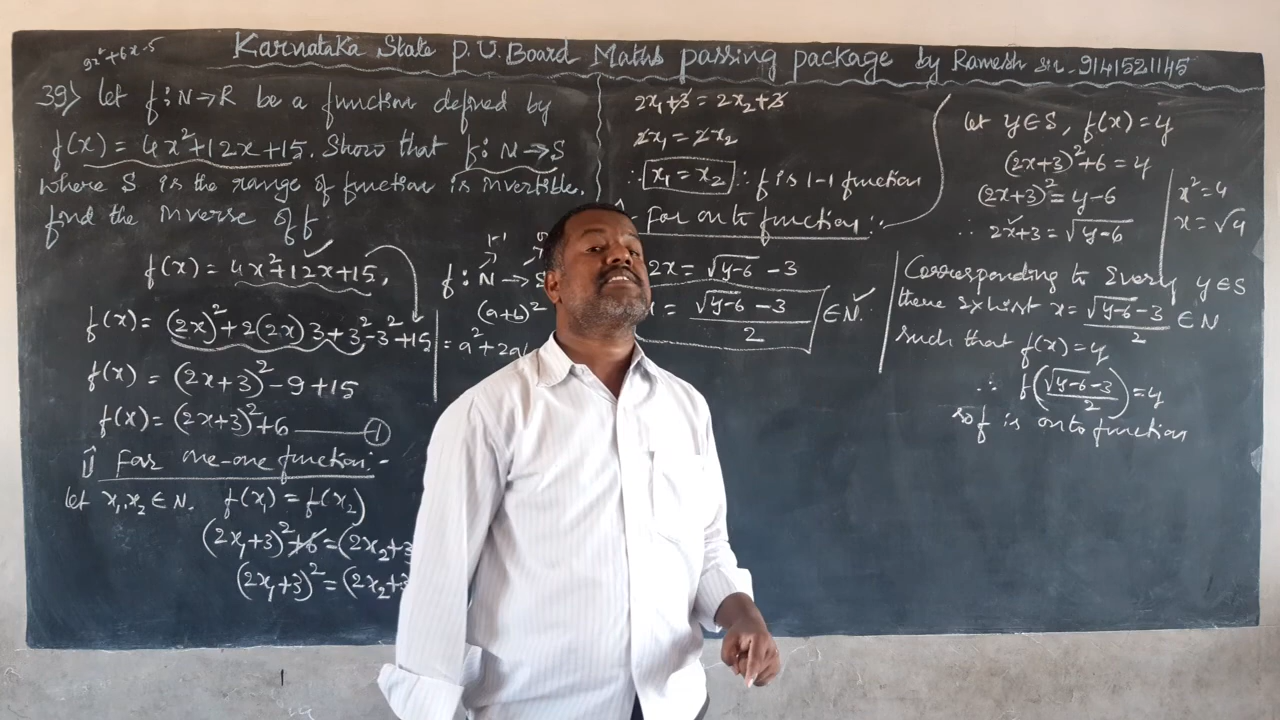 9x²+6x-5
Karnataka State P.U. Board Maths passing package by Ramesh sir - 9141521145
39) Let f: N→R be a function defined by
f(x) = 4x²+12x+15. Show that f: N→S
where S is the range of function is invertible.
find the inverse of f
f(x) = 4x²+12x+15,
f(x) = (2x)²+2(2x)3+3²-3²+15
f(x) = (2x+3)²-9+15
f(x) = (2x+3)²+6 ——①
i) For one-one function:-
let x₁, x₂ ∈ N. f(x₁) = f(x₂)
(2x₁+3)²+6 = (2x₂+3
(2x₁+3)² = (2x₂+3
f: N → S
(a+b)²
= a²+2a
2x₁+3 = 2x₂+3
2x₁ = 2x₂
∴ x₁ = x₂ ∴ f is 1-1 function
For onto function:-
2x = √y-6 - 3
= √y-6 - 3 / 2 ∈ N
let y∈S, f(x) = y
(2x+3)²+6 = y
(2x+3)² = y-6
∴ 2x+3 = √y-6
x² = 4
x = √4
Corresponding to Every y∈S
there exhist x = √y-6 -3 / 2 ∈ N
such that f(x) = y
∴ f(√y-6 -3 / 2) = y
so f is onto function